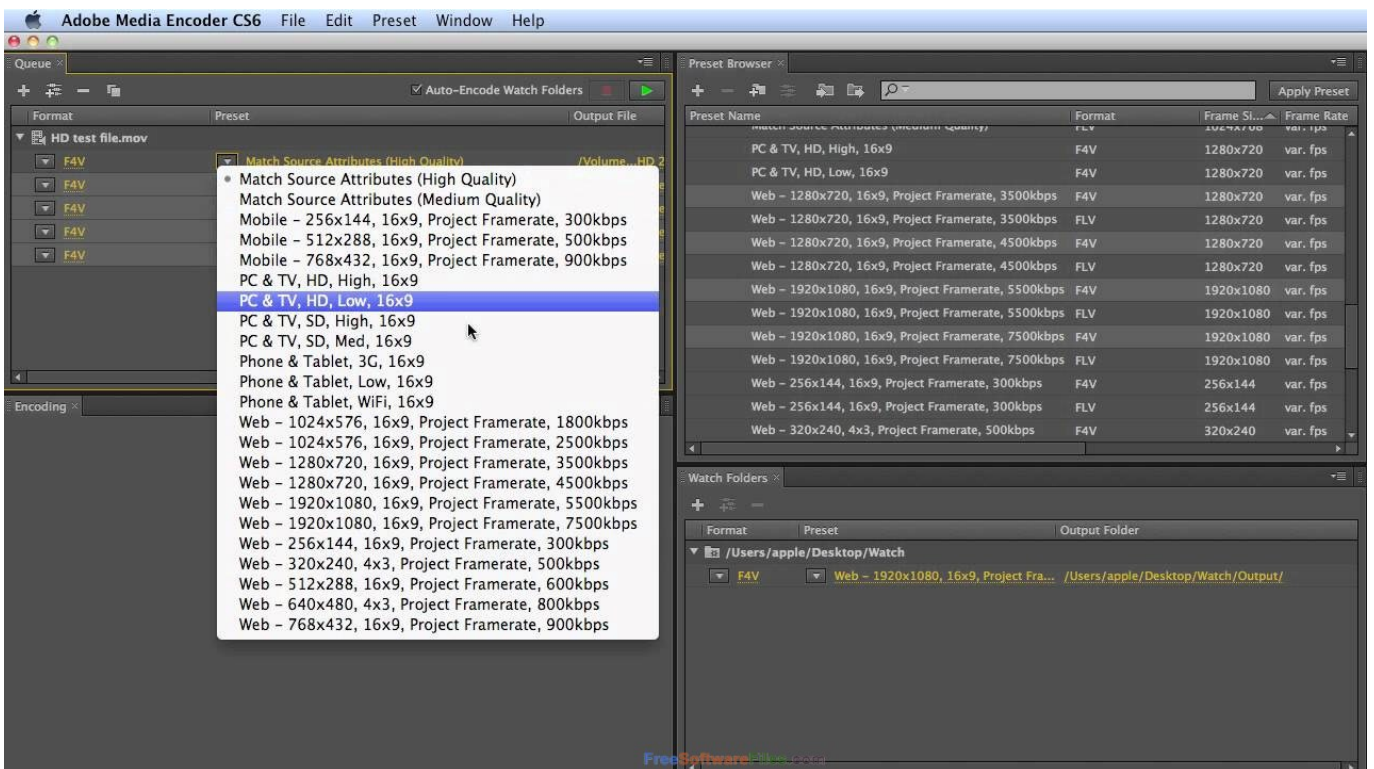 Adobe Media Encoder CS6 File Edit Preset Window Help
Queue
Auto-Encode Watch Folders
Format Preset Output File
HD test file.mov
F4V Match Source Attributes (High Quality) /Volume...HD 2
F4V
F4V
F4V
F4V
Match Source Attributes (High Quality)
Match Source Attributes (Medium Quality)
Mobile – 256x144, 16x9, Project Framerate, 300kbps
Mobile – 512x288, 16x9, Project Framerate, 500kbps
Mobile – 768x432, 16x9, Project Framerate, 900kbps
PC & TV, HD, High, 16x9
PC & TV, HD, Low, 16x9
PC & TV, SD, High, 16x9
PC & TV, SD, Med, 16x9
Phone & Tablet, 3G, 16x9
Phone & Tablet, Low, 16x9
Phone & Tablet, WiFi, 16x9
Web – 1024x576, 16x9, Project Framerate, 1800kbps
Web – 1024x576, 16x9, Project Framerate, 2500kbps
Web – 1280x720, 16x9, Project Framerate, 3500kbps
Web – 1280x720, 16x9, Project Framerate, 4500kbps
Web – 1920x1080, 16x9, Project Framerate, 5500kbps
Web – 1920x1080, 16x9, Project Framerate, 7500kbps
Web – 256x144, 16x9, Project Framerate, 300kbps
Web – 320x240, 4x3, Project Framerate, 500kbps
Web – 512x288, 16x9, Project Framerate, 600kbps
Web – 640x480, 4x3, Project Framerate, 800kbps
Web – 768x432, 16x9, Project Framerate, 900kbps
Encoding
Preset Browser
Apply Preset
Preset Name Format Frame Si... Frame Rate
Match Source Attributes (Medium Quality) FLV 1024x768 var. fps
PC & TV, HD, High, 16x9 F4V 1280x720 var. fps
PC & TV, HD, Low, 16x9 F4V 1280x720 var. fps
Web – 1280x720, 16x9, Project Framerate, 3500kbps F4V 1280x720 var. fps
Web – 1280x720, 16x9, Project Framerate, 3500kbps FLV 1280x720 var. fps
Web – 1280x720, 16x9, Project Framerate, 4500kbps F4V 1280x720 var. fps
Web – 1280x720, 16x9, Project Framerate, 4500kbps FLV 1280x720 var. fps
Web – 1920x1080, 16x9, Project Framerate, 5500kbps F4V 1920x1080 var. fps
Web – 1920x1080, 16x9, Project Framerate, 5500kbps FLV 1920x1080 var. fps
Web – 1920x1080, 16x9, Project Framerate, 7500kbps F4V 1920x1080 var. fps
Web – 1920x1080, 16x9, Project Framerate, 7500kbps FLV 1920x1080 var. fps
Web – 256x144, 16x9, Project Framerate, 300kbps F4V 256x144 var. fps
Web – 256x144, 16x9, Project Framerate, 300kbps FLV 256x144 var. fps
Web – 320x240, 4x3, Project Framerate, 500kbps F4V 320x240 var. fps
Watch Folders
Format Preset Output Folder
/Users/apple/Desktop/Watch
F4V Web – 1920x1080, 16x9, Project Fra... /Users/apple/Desktop/Watch/Output/